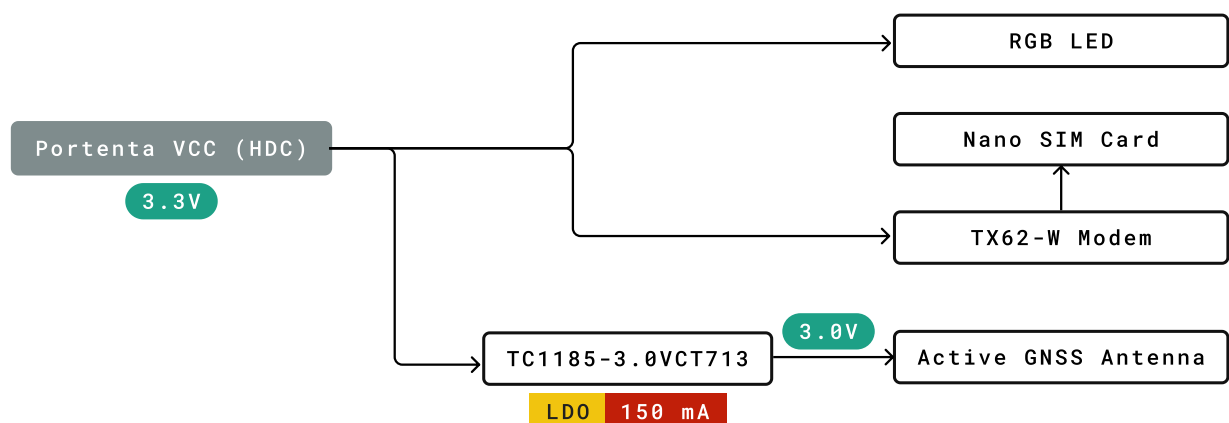 RGB LED
Portenta VCC (HDC)
3.3V
Nano SIM Card
TX62-W Modem
TC1185-3.0VCT713
LDO 150 mA
3.0V
Active GNSS Antenna